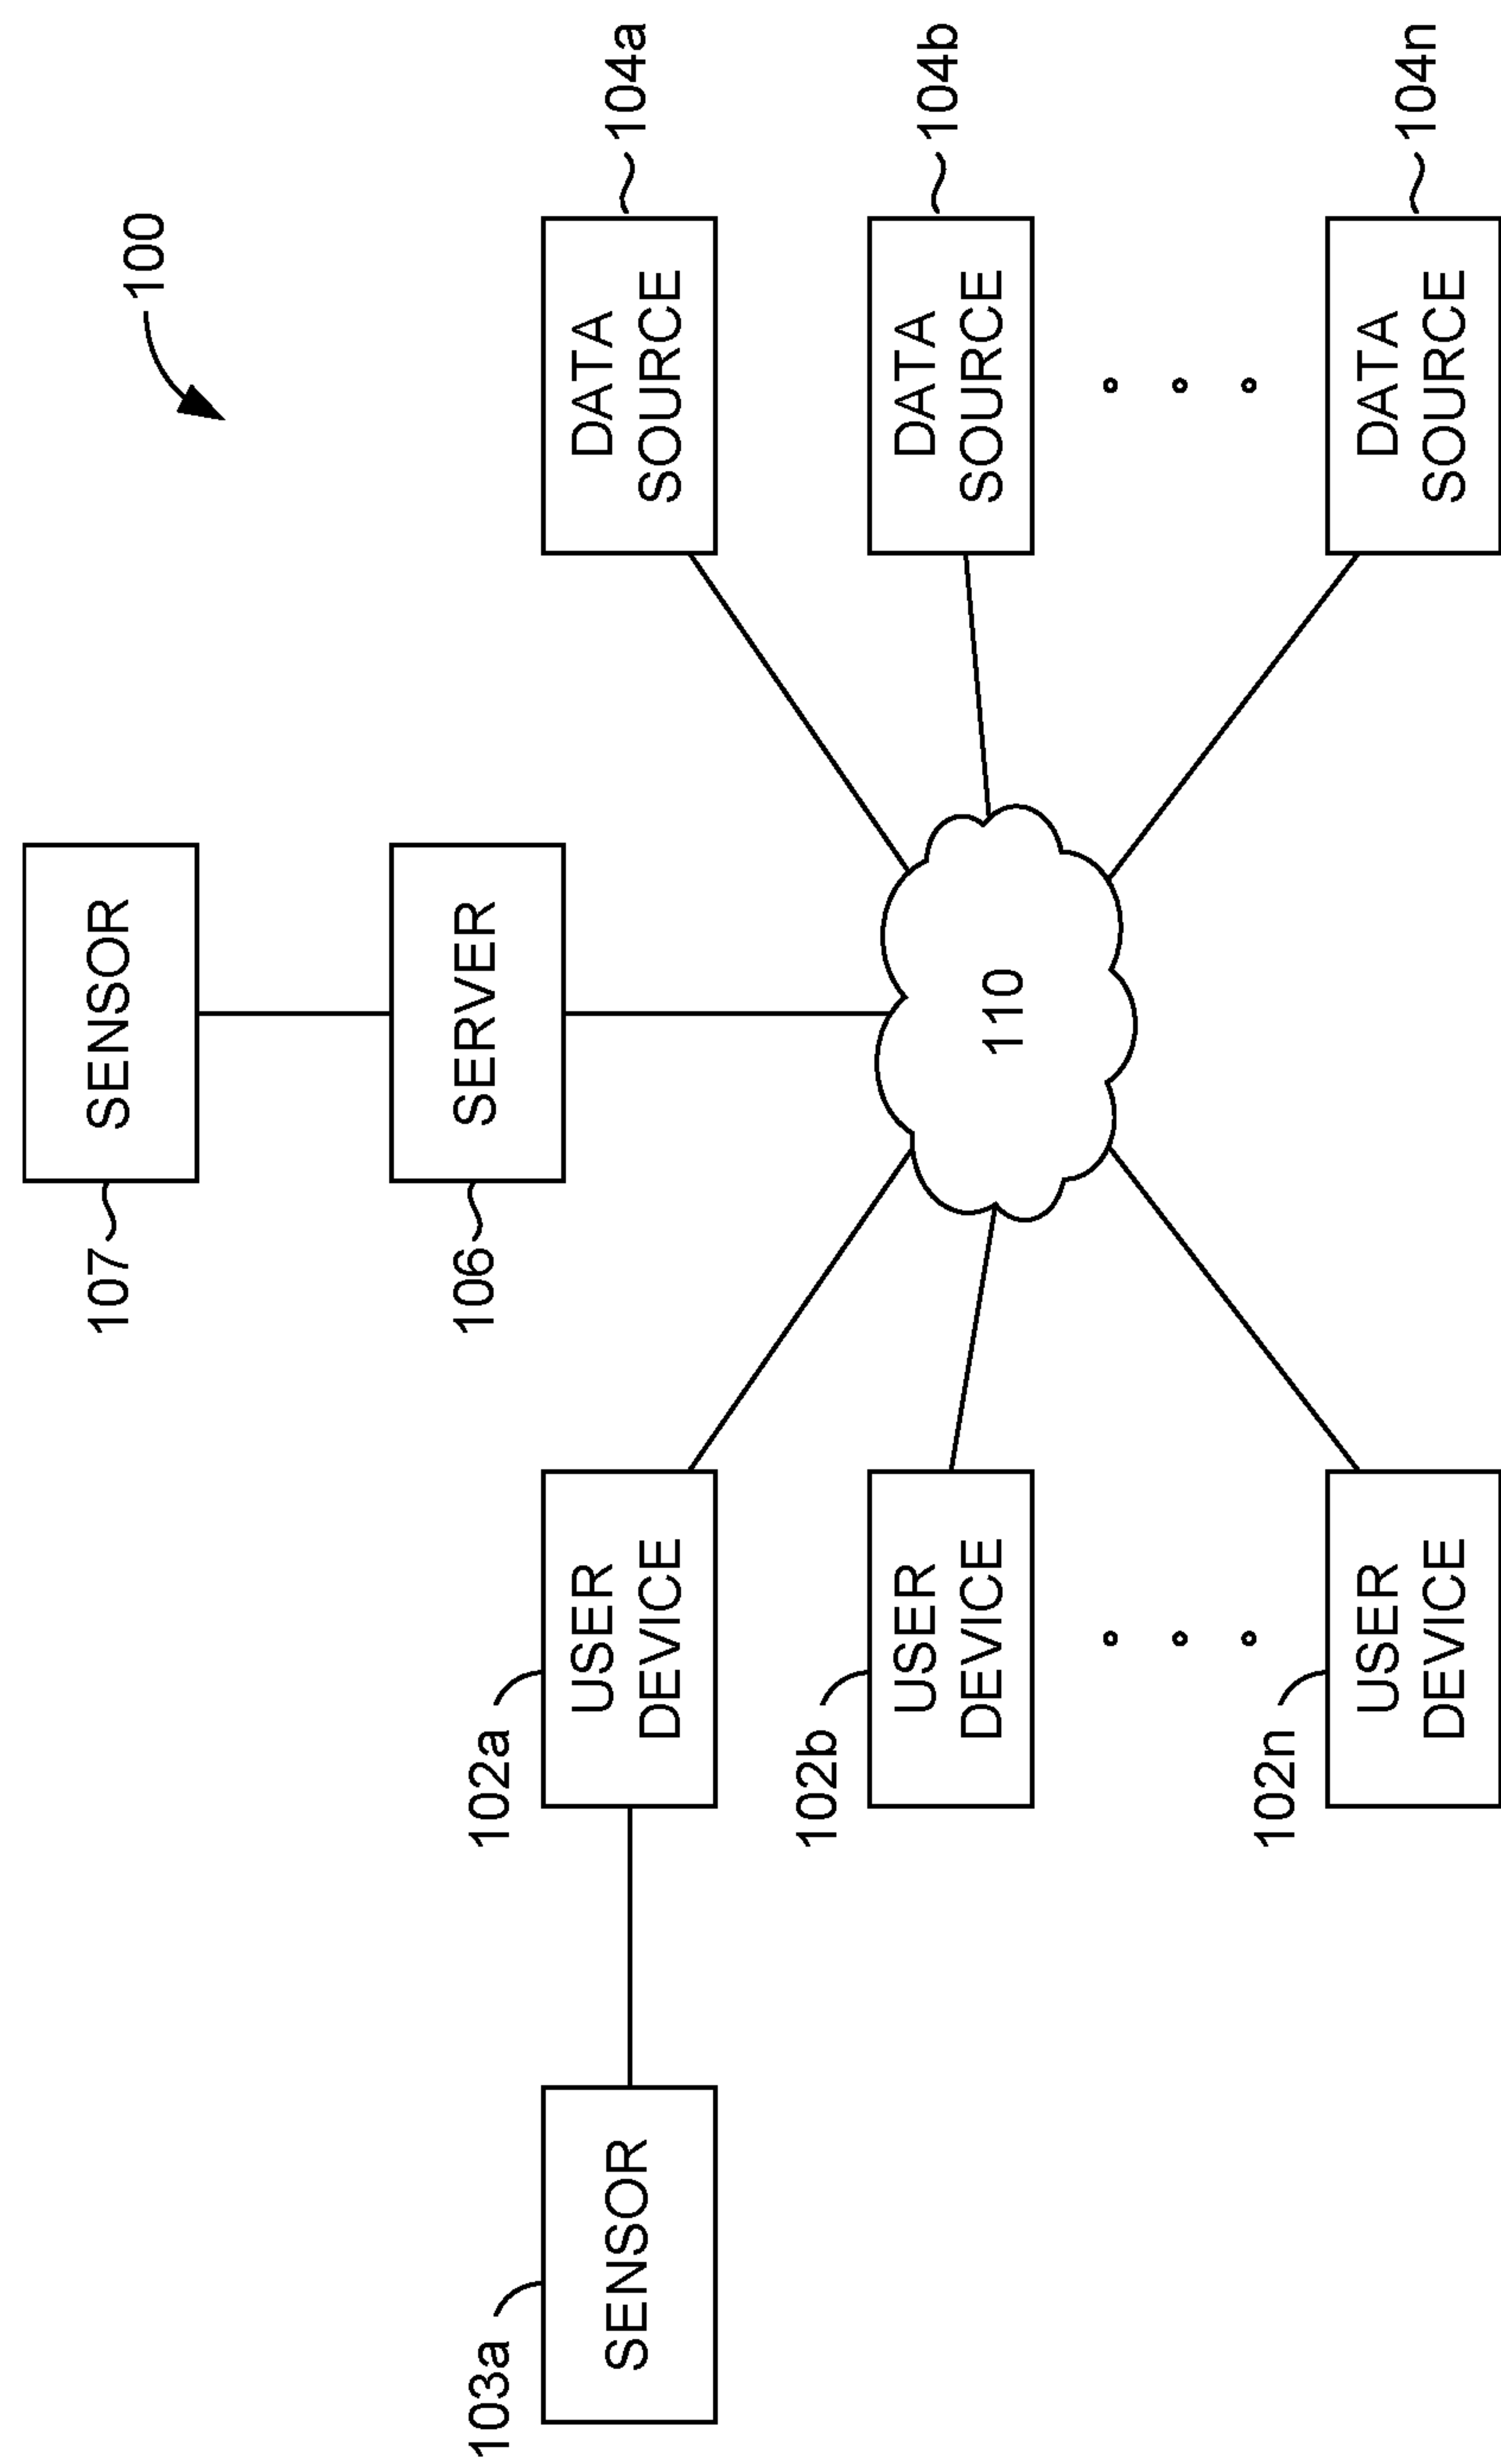 100
SENSOR
107
SERVER
106
110
103a
SENSOR
102a
USER
DEVICE
DATA
SOURCE
104a
102b
USER
DEVICE
DATA
SOURCE
104b
102n
USER
DEVICE
DATA
SOURCE
104n